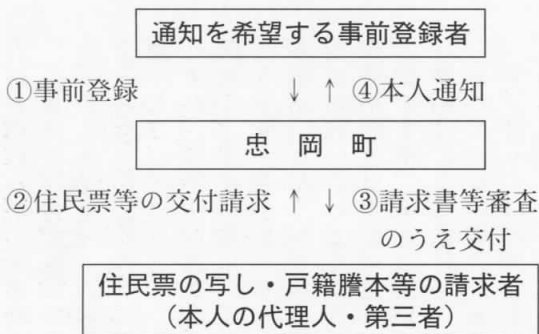 通知を希望する事前登録者
①事前登録 ↓ ↑ ④本人通知
忠 岡 町
②住民票等の交付請求 ↑ ↓ ③請求書等審査
のうえ交付
住民票の写し・戸籍謄本等の請求者
(本人の代理人・第三者)